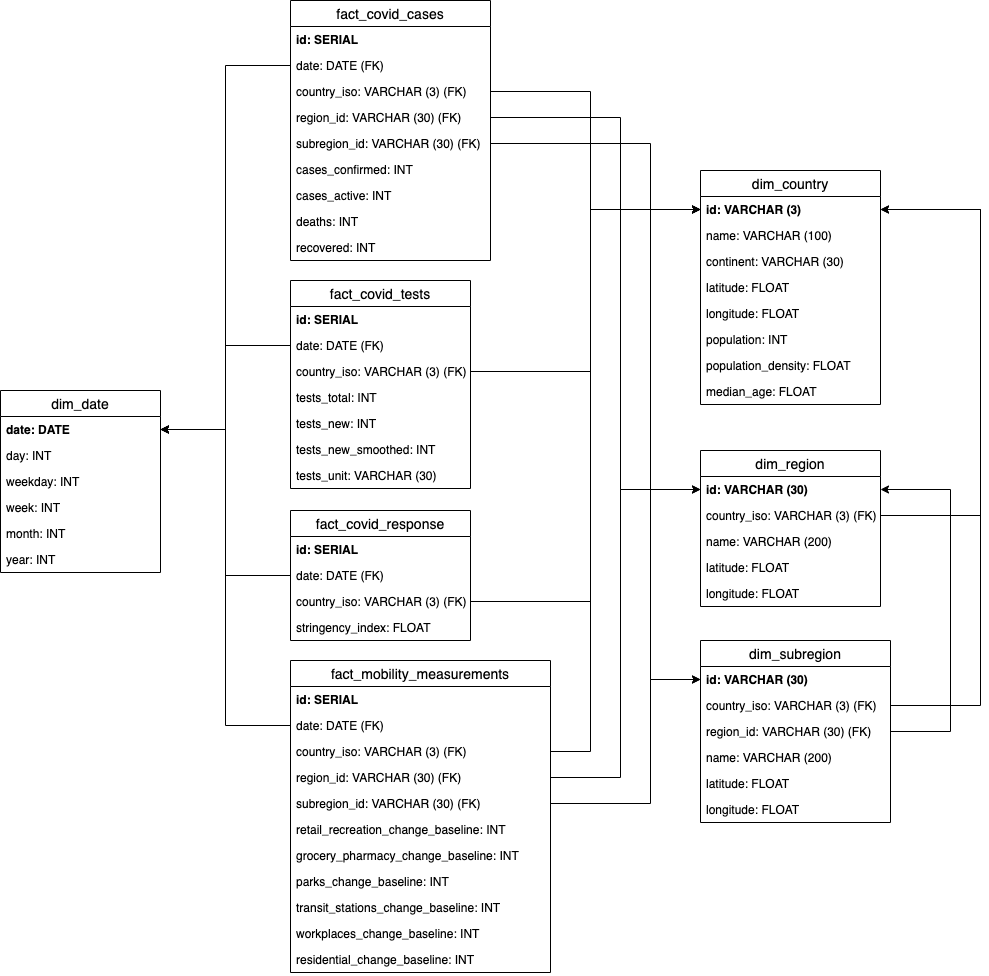 fact_covid_cases
id: SERIAL
date: DATE (FK)
country_iso: VARCHAR (3) (FK)
region_id: VARCHAR (30) (FK)
subregion_id: VARCHAR (30) (FK)
cases_confirmed: INT
cases_active: INT
deaths: INT
recovered: INT
fact_covid_tests
id: SERIAL
date: DATE (FK)
country_iso: VARCHAR (3) (FK)
tests_total: INT
tests_new: INT
tests_new_smoothed: INT
tests_unit: VARCHAR (30)
dim_date
date: DATE
day: INT
weekday: INT
week: INT
month: INT
year: INT
fact_covid_response
id: SERIAL
date: DATE (FK)
country_iso: VARCHAR (3) (FK)
stringency_index: FLOAT
fact_mobility_measurements
id: SERIAL
date: DATE (FK)
country_iso: VARCHAR (3) (FK)
region_id: VARCHAR (30) (FK)
subregion_id: VARCHAR (30) (FK)
retail_recreation_change_baseline: INT
grocery_pharmacy_change_baseline: INT
parks_change_baseline: INT
transit_stations_change_baseline: INT
workplaces_change_baseline: INT
residential_change_baseline: INT
dim_country
id: VARCHAR (3)
name: VARCHAR (100)
continent: VARCHAR (30)
latitude: FLOAT
longitude: FLOAT
population: INT
population_density: FLOAT
median_age: FLOAT
dim_region
id: VARCHAR (30)
country_iso: VARCHAR (3) (FK)
name: VARCHAR (200)
latitude: FLOAT
longitude: FLOAT
dim_subregion
id: VARCHAR (30)
country_iso: VARCHAR (3) (FK)
region_id: VARCHAR (30) (FK)
name: VARCHAR (200)
latitude: FLOAT
longitude: FLOAT